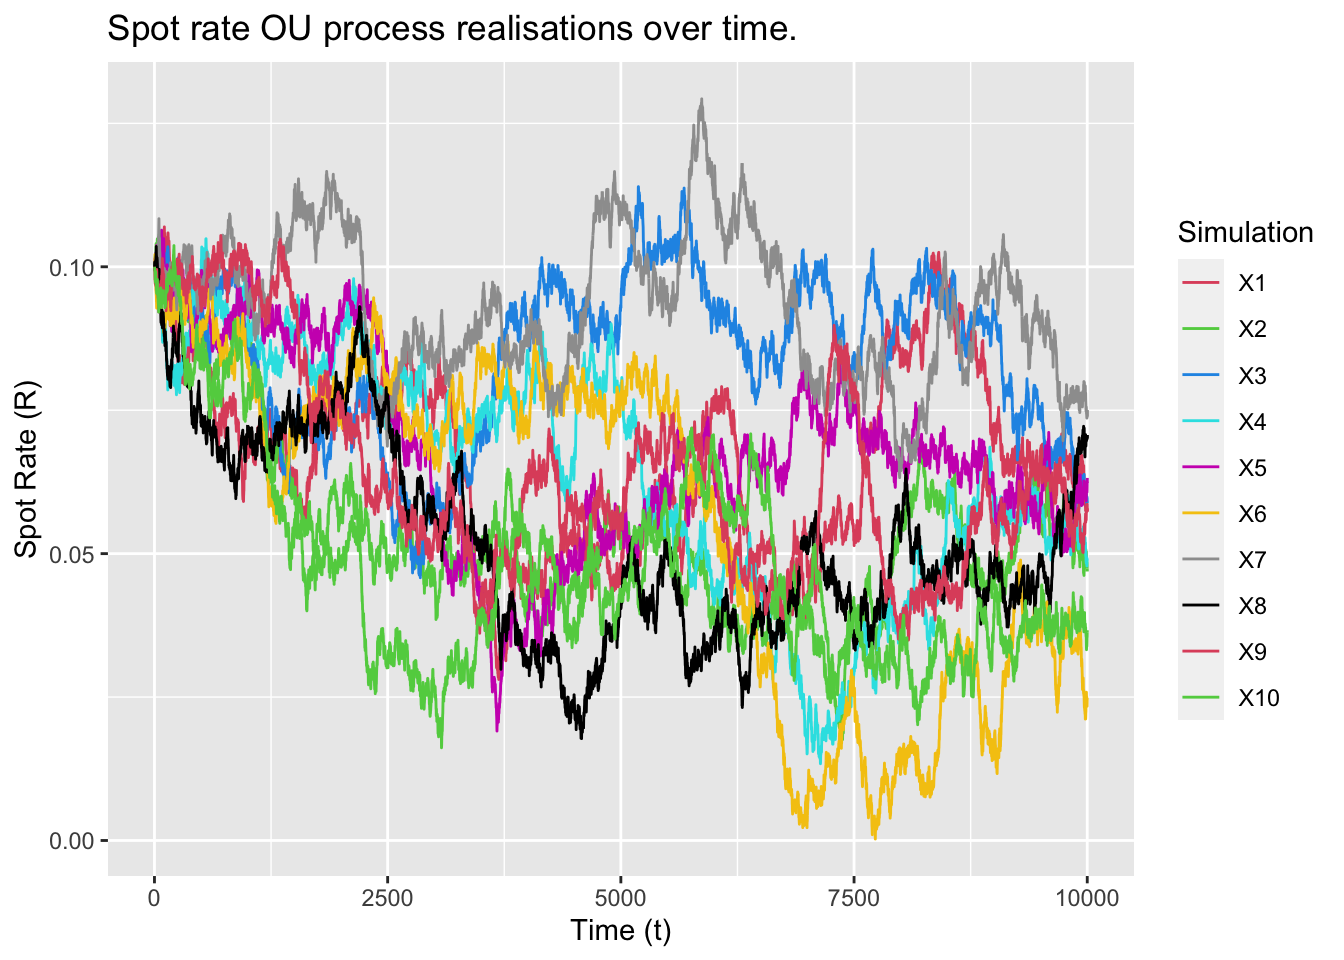 Spot rate OU process realisations over time.
Spot Rate (R)
0.10
0.05
0.00
0
2500
5000
7500
10000
Time (t)
Simulation
X1
X2
X3
X4
X5
X6
X7
X8
X9
X10